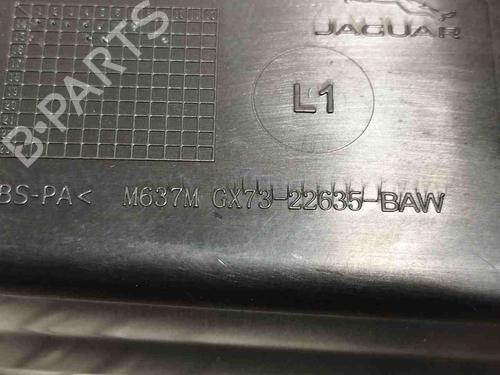 JAGUAR
L1
BS-PA< M637M GX73-22635-BAW
B-PARTS